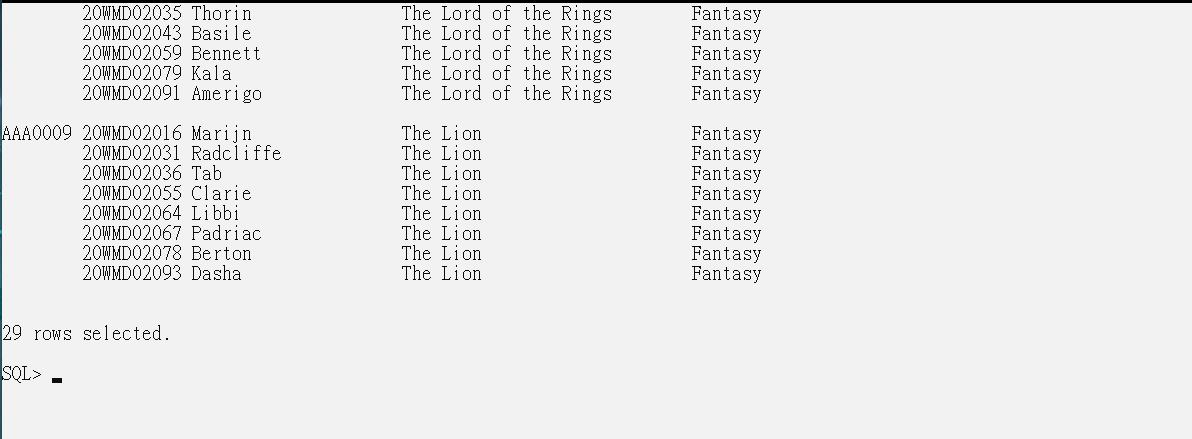 20WMD02035 Thorin The Lord of the Rings Fantasy
20WMD02043 Basile The Lord of the Rings Fantasy
20WMD02059 Bennett The Lord of the Rings Fantasy
20WMD02079 Kala The Lord of the Rings Fantasy
20WMD02091 Amerigo The Lord of the Rings Fantasy
AAA0009 20WMD02016 Marijn The Lion Fantasy
20WMD02031 Radcliffe The Lion Fantasy
20WMD02036 Tab The Lion Fantasy
20WMD02055 Clarie The Lion Fantasy
20WMD02064 Libbi The Lion Fantasy
20WMD02067 Padriac The Lion Fantasy
20WMD02078 Berton The Lion Fantasy
20WMD02093 Dasha The Lion Fantasy
29 rows selected.
SQL>